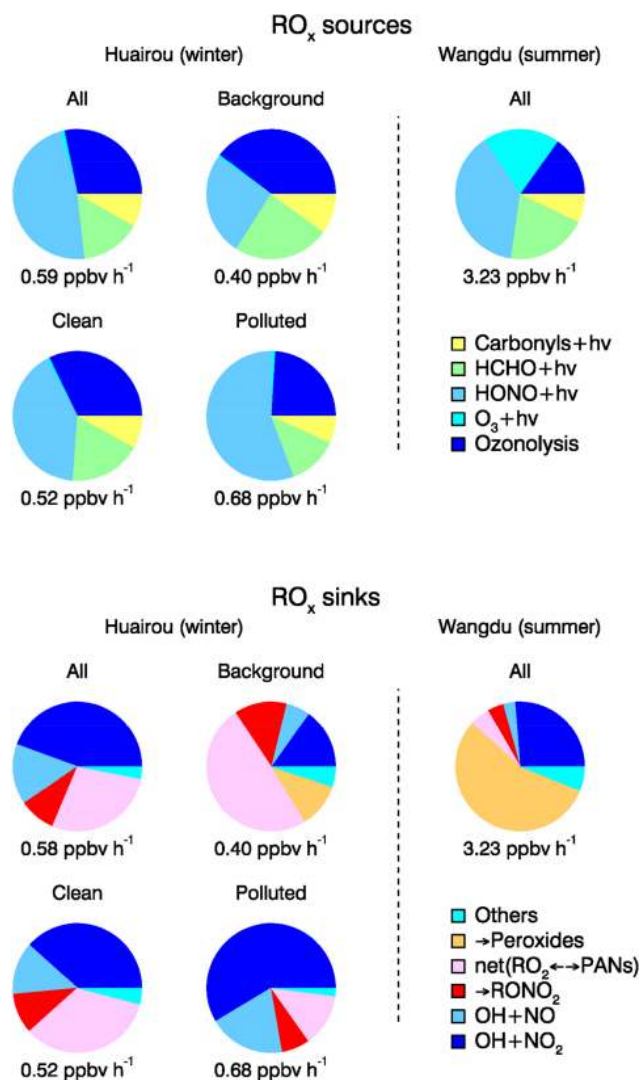 ROx sources
Huairou (winter) Wangdu (summer)
All Background All
0.59 ppbv h⁻¹ 0.40 ppbv h⁻¹ 3.23 ppbv h⁻¹
Clean Polluted
Carbonyls+hv
HCHO+hv
HONO+hv
O₃+hv
Ozonolysis
0.52 ppbv h⁻¹ 0.68 ppbv h⁻¹
ROx sinks
Huairou (winter) Wangdu (summer)
All Background All
0.58 ppbv h⁻¹ 0.40 ppbv h⁻¹ 3.23 ppbv h⁻¹
Clean Polluted
Others
→Peroxides
net(RO₂←→PANs)
→RONO₂
OH+NO
OH+NO₂
0.52 ppbv h⁻¹ 0.68 ppbv h⁻¹